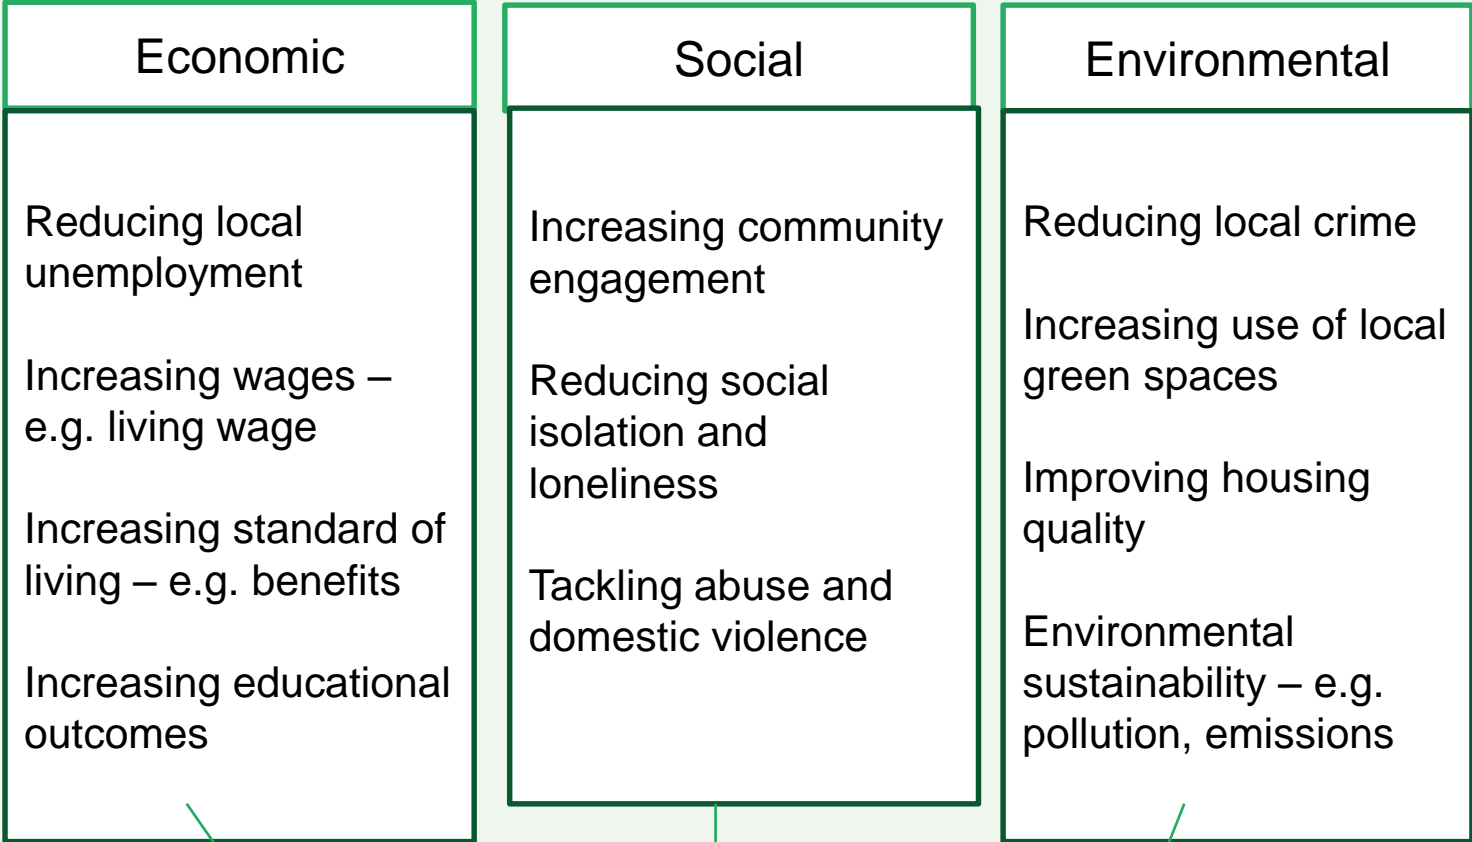 Economic
Reducing local
unemployment
Increasing wages –
e.g. living wage
Increasing standard of
living – e.g. benefits
Increasing educational
outcomes
Social
Increasing community
engagement
Reducing social
isolation and
loneliness
Tackling abuse and
domestic violence
Environmental
Reducing local crime
Increasing use of local
green spaces
Improving housing
quality
Environmental
sustainability – e.g.
pollution, emissions